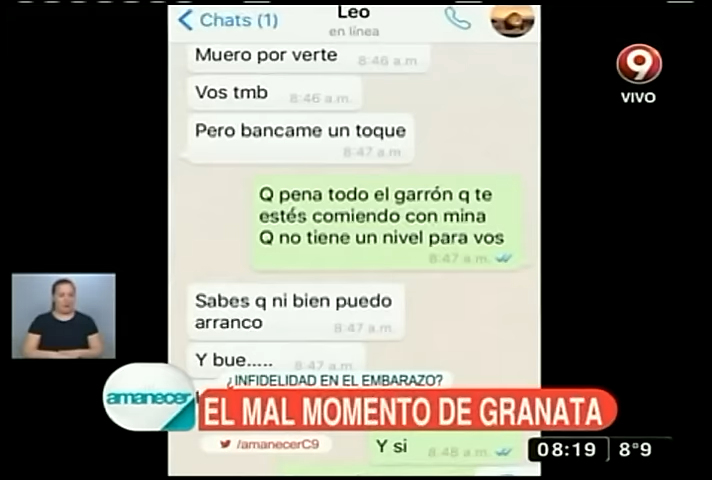 Chats (1)
Leo
en línea
Muero por verte
8:46 a.m.
Vos tmb
8:46 a.m.
Pero bancame un toque
8:47 a.m.
Q pena todo el garrón q te
estés comiendo con mina
Q no tiene un nivel para vos
8:47 a.m.
Sabes q ni bien puedo
arranco
8:47 a.m.
Y bue.....
8:47 a.m.
9
VIVO
¿INFIDELIDAD EN EL EMBARAZO?
amanecer
EL MAL MOMENTO DE GRANATA
/amanecerC9
Y si
8:48 a.m.
08:19
8°9